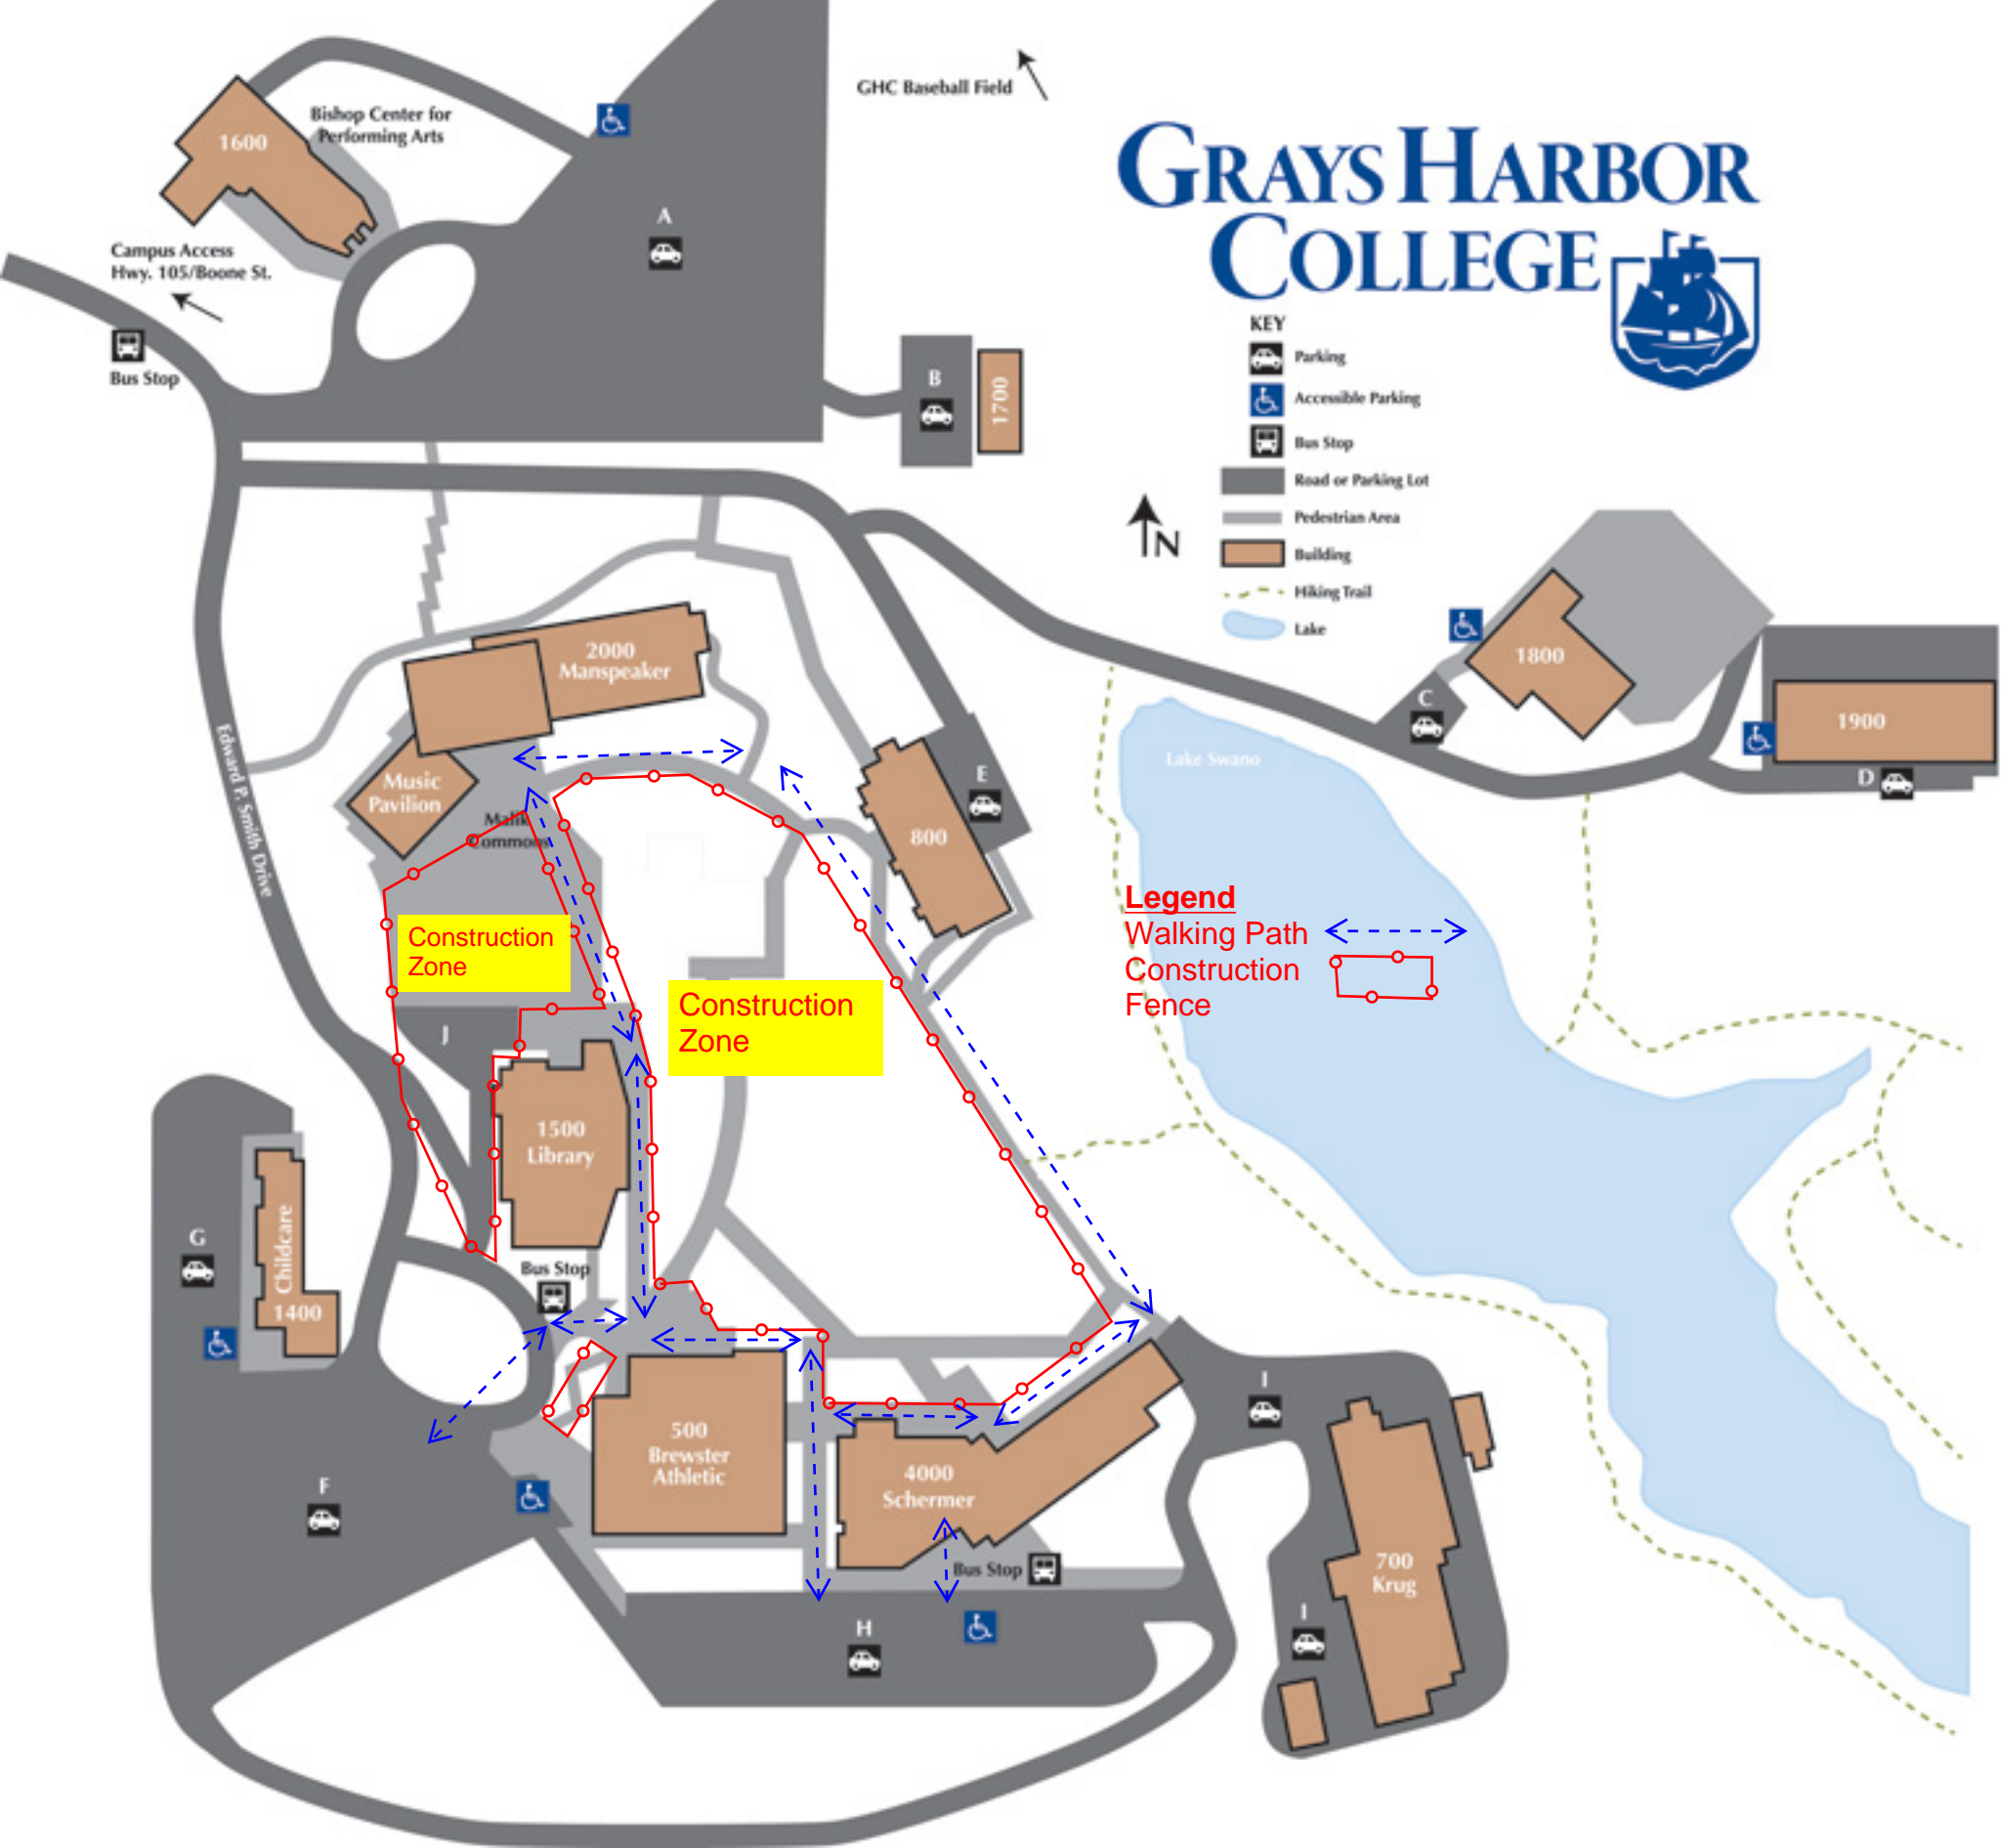 GHC Baseball Field
GRAYS HARBOR
COLLEGE
Bishop Center for
Performing Arts
1600
A
Campus Access
Hwy. 105/Boone St.
Bus Stop
B
1700
KEY
Parking
Accessible Parking
Bus Stop
Road or Parking Lot
Pedestrian Area
Building
Hiking Trail
Lake
N
2000
Manspeaker
1800
C
1900
D
Lake Swano
Edward P. Smith Drive
Music
Pavilion
Malik
Commons
E
800
Legend
Walking Path
Construction
Fence
Construction
Zone
Construction
Zone
J
1500
Library
G
Childcare
1400
Bus Stop
I
500
Brewster
Athletic
4000
Schermer
F
Bus Stop
700
Krug
I
H